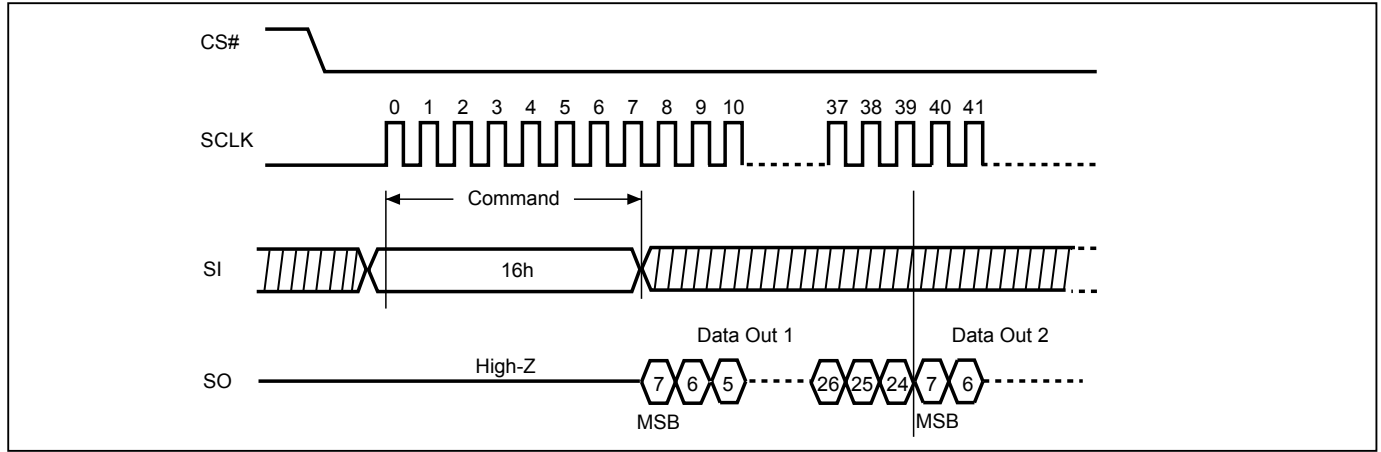 CS#
0 1 2 3 4 5 6 7 8 9 10 37 38 39 40 41
SCLK
Command
SI
16h
Data Out 1 Data Out 2
High-Z
SO
7 6 5 26 25 24 7 6
MSB MSB